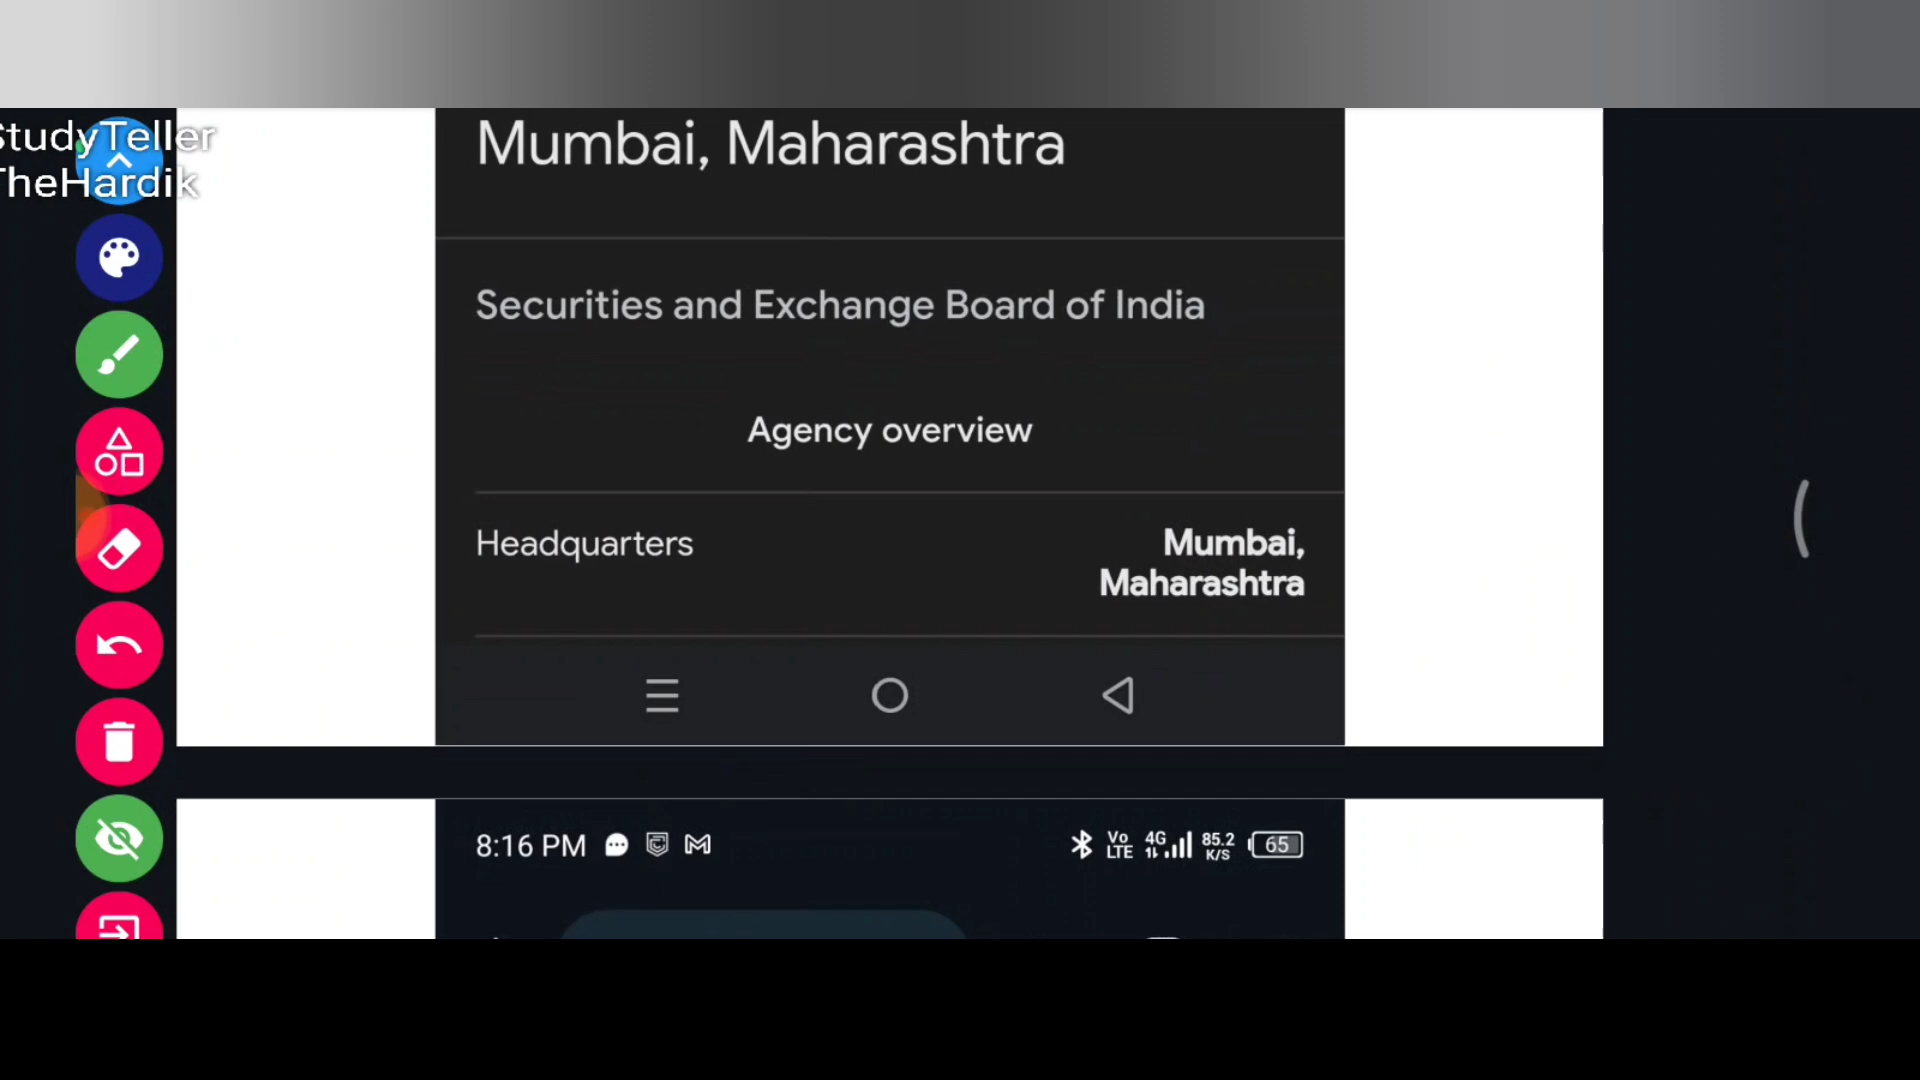 StudyTeller
TheHardik
Mumbai, Maharashtra
Securities and Exchange Board of India
Agency overview
Headquarters
Mumbai,
Maharashtra
8:16 PM
Vo LTE 4G 85.2 K/S 65